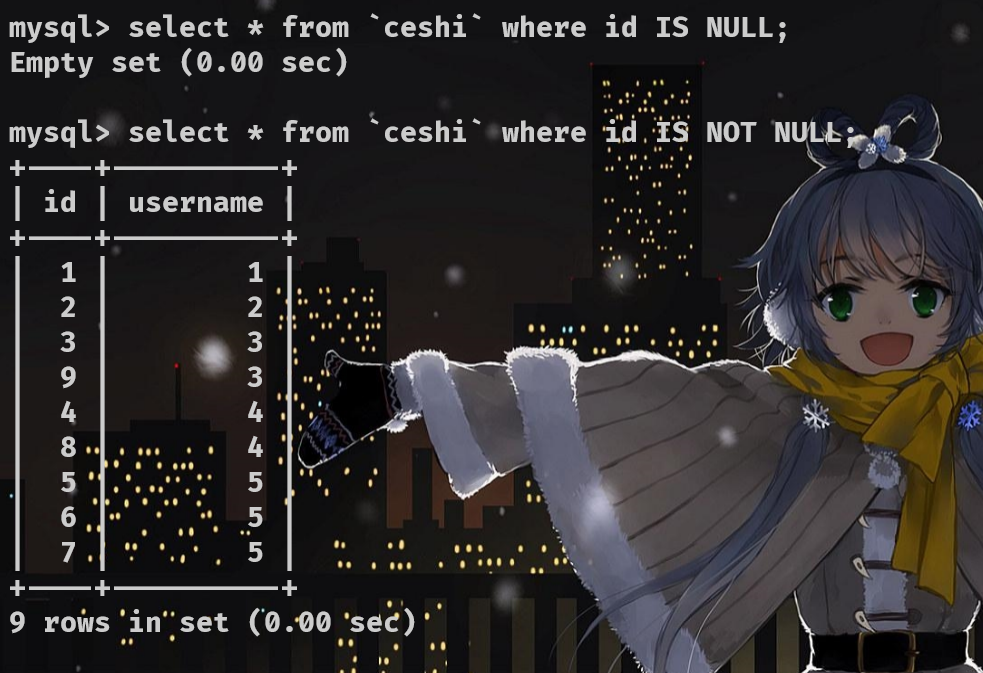 mysql> select * from `ceshi` where id IS NULL;
Empty set (0.00 sec)
mysql> select * from `ceshi` where id IS NOT NULL;
+----+----------+
| id | username |
+----+----------+
|  1 |        1 |
|  2 |        2 |
|  3 |        3 |
|  9 |        3 |
|  4 |        4 |
|  8 |        4 |
|  5 |        5 |
|  6 |        5 |
|  7 |        5 |
+----+----------+
9 rows in set (0.00 sec)